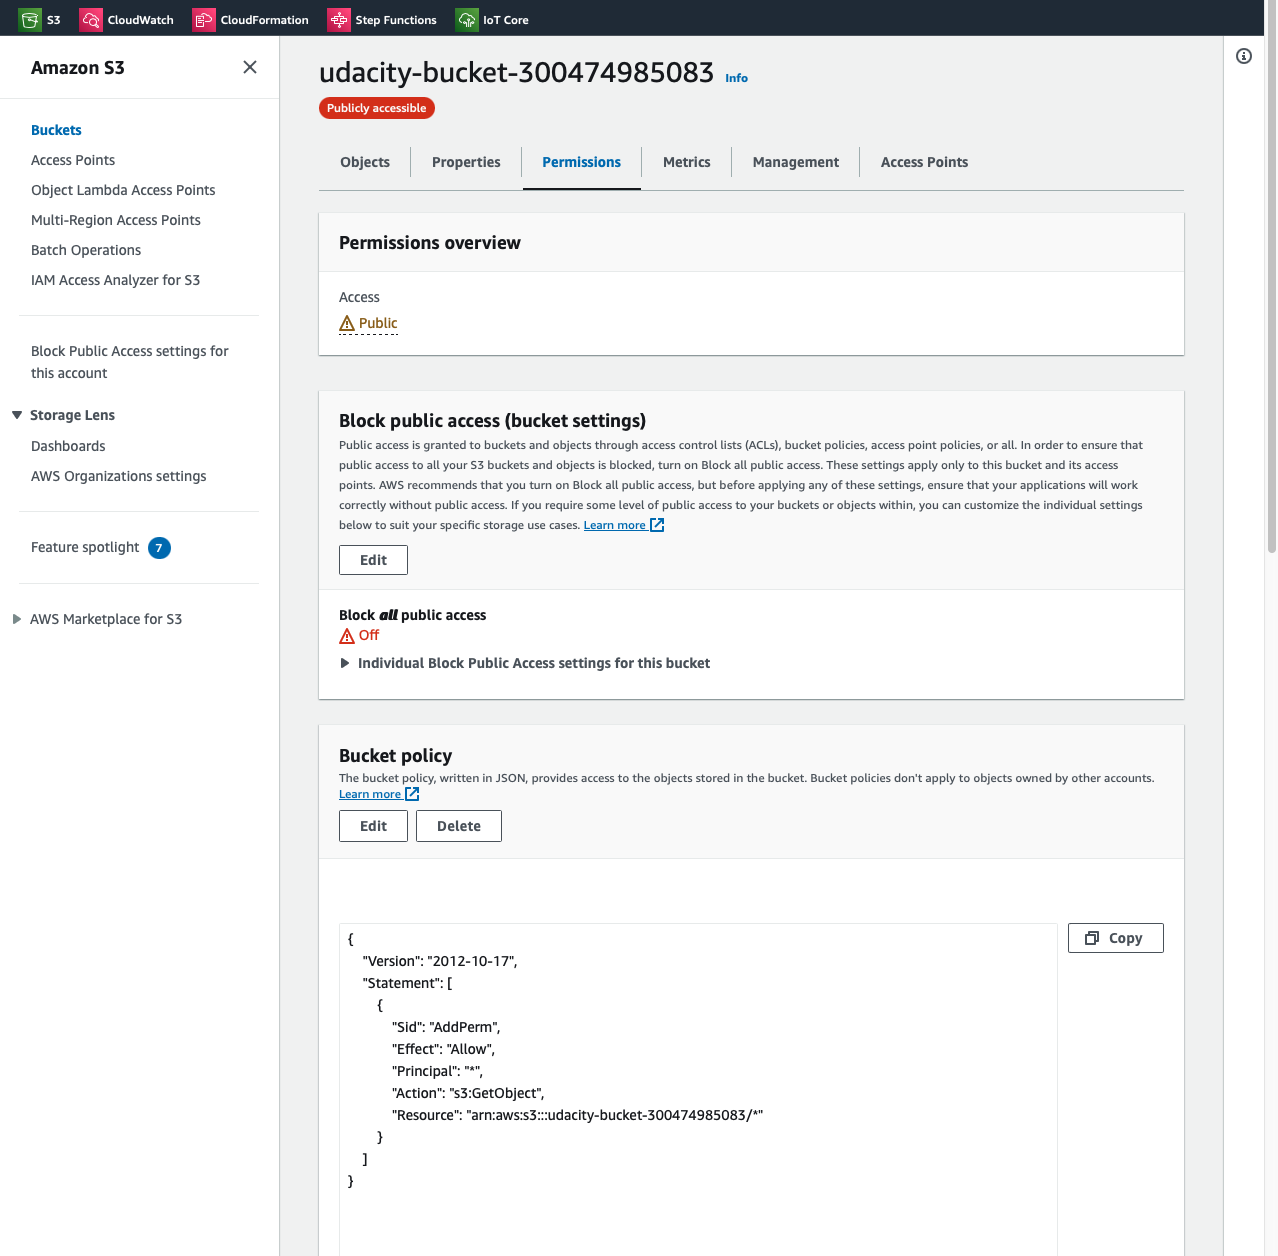 S3 CloudWatch CloudFormation Step Functions IoT Core
Amazon S3
Buckets
Access Points
Object Lambda Access Points
Multi-Region Access Points
Batch Operations
IAM Access Analyzer for S3
Block Public Access settings for
this account
Storage Lens
Dashboards
AWS Organizations settings
Feature spotlight 7
AWS Marketplace for S3
udacity-bucket-300474985083 Info
Publicly accessible
Objects Properties Permissions Metrics Management Access Points
Permissions overview
Access
Public
Block public access (bucket settings)
Public access is granted to buckets and objects through access control lists (ACLs), bucket policies, access point policies, or all. In order to ensure that
public access to all your S3 buckets and objects is blocked, turn on Block all public access. These settings apply only to this bucket and its access
points. AWS recommends that you turn on Block all public access, but before applying any of these settings, ensure that your applications will work
correctly without public access. If you require some level of public access to your buckets or objects within, you can customize the individual settings
below to suit your specific storage use cases. Learn more
Edit
Block all public access
Off
Individual Block Public Access settings for this bucket
Bucket policy
The bucket policy, written in JSON, provides access to the objects stored in the bucket. Bucket policies don't apply to objects owned by other accounts.
Learn more
Edit Delete
Copy
{
"Version": "2012-10-17",
"Statement": [
{
"Sid": "AddPerm",
"Effect": "Allow",
"Principal": "*",
"Action": "s3:GetObject",
"Resource": "arn:aws:s3:::udacity-bucket-300474985083/*"
}
]
}